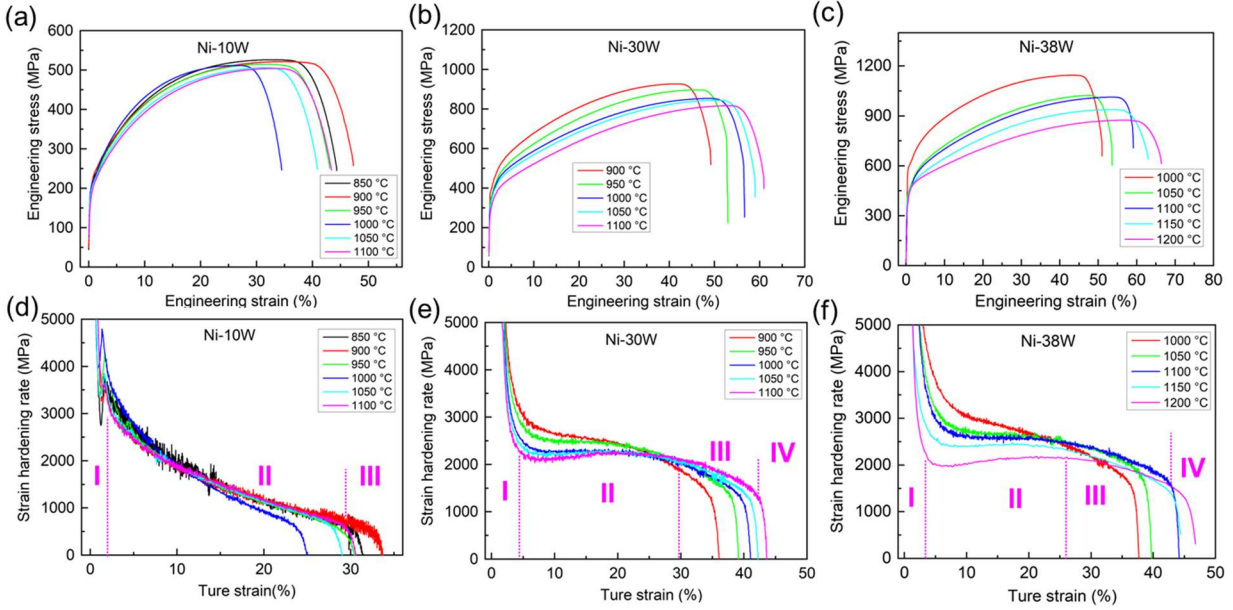 (a)
Ni-10W
Engineering stress (MPa)
600
500
400
300
200
100
0
850 °C
900 °C
950 °C
1000 °C
1050 °C
1100 °C
0 10 20 30 40 50
Engineering strain (%)
(b)
Ni-30W
Engineering stress (MPa)
1200
1000
800
600
400
200
0
900 °C
950 °C
1000 °C
1050 °C
1100 °C
0 10 20 30 40 50 60 70
Engineering strain (%)
(c)
Ni-38W
Engineering stress (MPa)
1500
1200
900
600
300
0
1000 °C
1050 °C
1100 °C
1150 °C
1200 °C
0 10 20 30 40 50 60 70 80
Engineering strain (%)
(d)
Ni-10W
Strain hardening rate (MPa)
5000
4000
3000
2000
1000
0
850 °C
900 °C
950 °C
1000 °C
1050 °C
1100 °C
I II III
0 10 20 30
Ture strain(%)
(e)
Ni-30W
Strain hardening rate (MPa)
5000
4000
3000
2000
1000
0
900 °C
950 °C
1000 °C
1050 °C
1100 °C
I II III IV
0 10 20 30 40 50
Ture strain (%)
(f)
Ni-38W
Strain hardening rate (MPa)
5000
4000
3000
2000
1000
0
1000 °C
1050 °C
1100 °C
1150 °C
1200 °C
I II III IV
0 10 20 30 40 50
Ture strain (%)